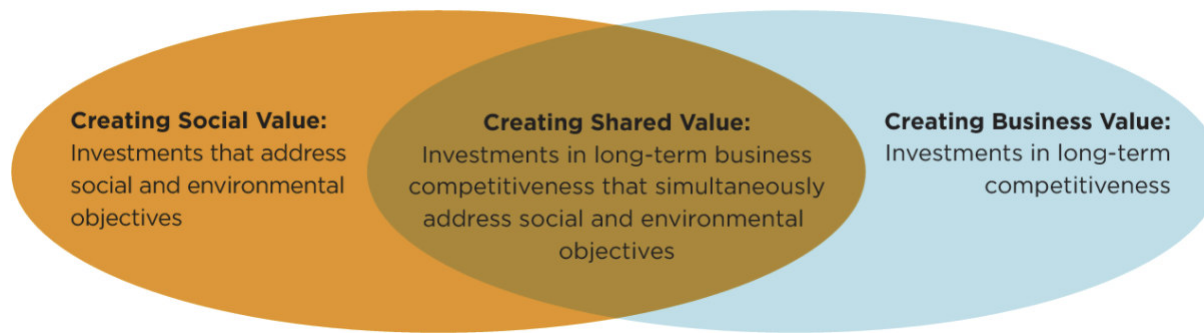 Creating Social Value:
Investments that address
social and environmental
objectives
Creating Shared Value:
Investments in long-term business
competitiveness that simultaneously
address social and environmental
objectives
Creating Business Value:
Investments in long-term
competitiveness